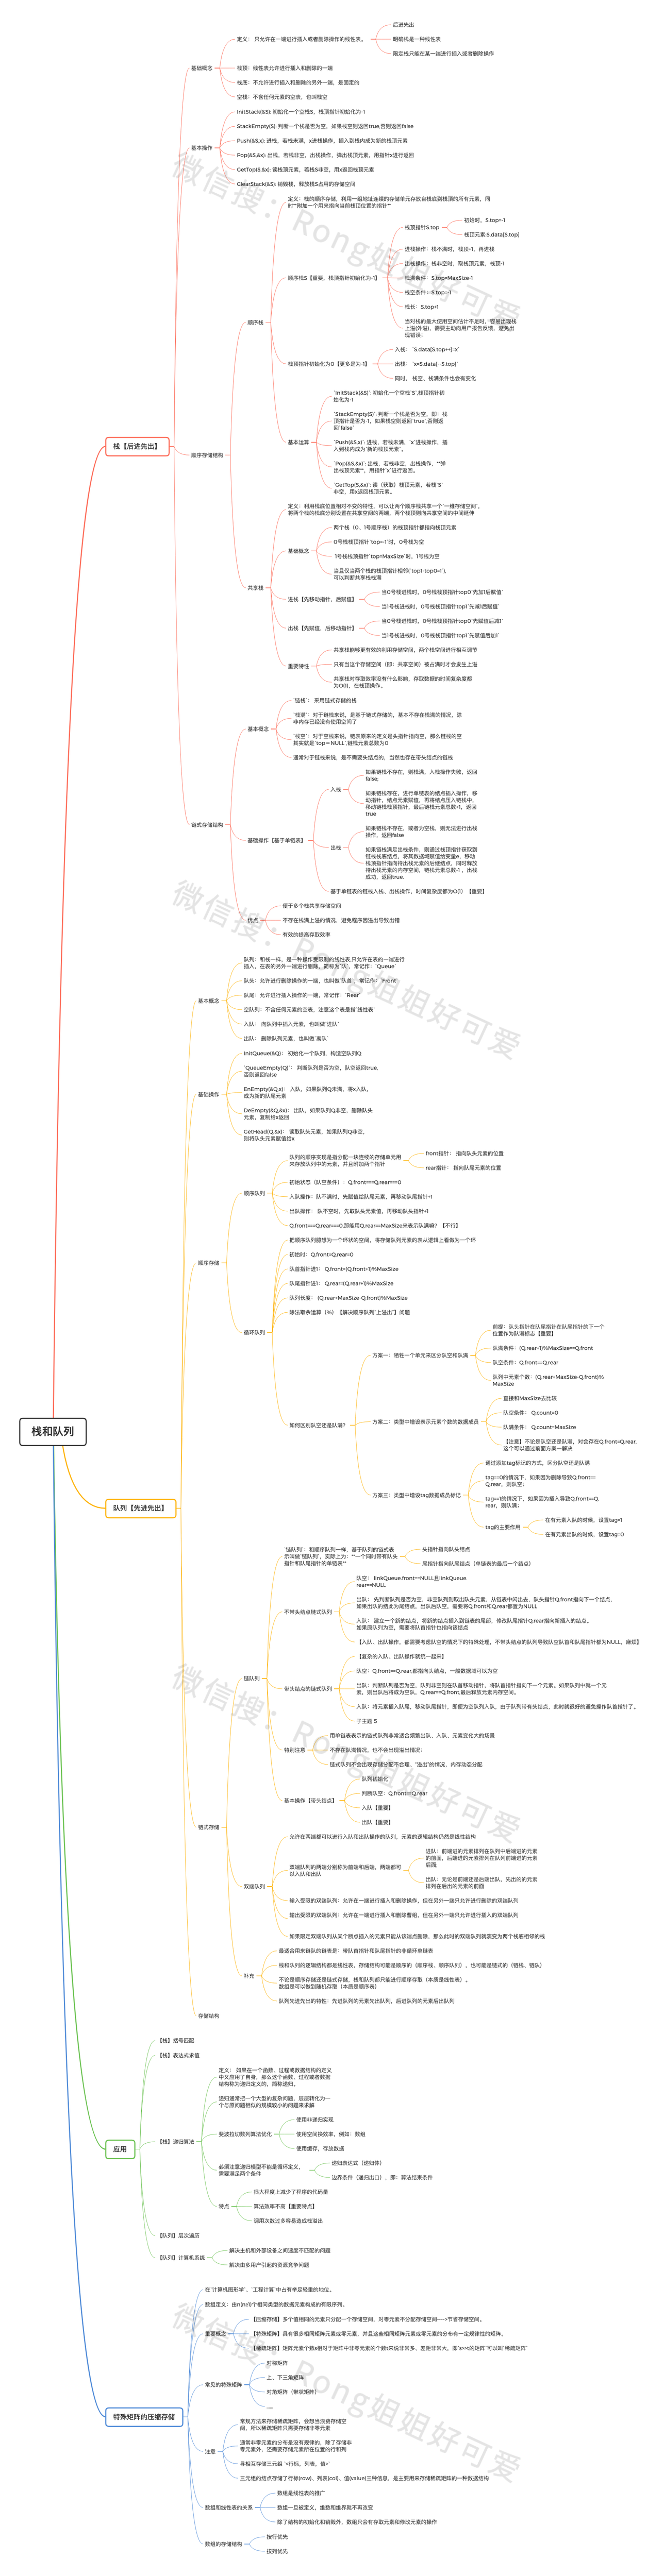 栈和队列
栈【后进先出】
基础概念
定义： 只允许在一端进行插入或者删除操作的线性表。
后进先出
明确栈是一种线性表
限定栈只能在某一端进行插入或者删除操作
栈顶：线性表允许进行插入和删除的一端
栈底：不允许进行插入和删除的另外一端，是固定的
空栈：不含任何元素的空表，也叫栈空
基本操作
InitStack(&S): 初始化一个空栈S，栈顶指针初始化为-1
StackEmpty(S): 判断一个栈是否为空，如果栈空则返回true,否则返回false
Push(&S,x): 进栈，若栈未满，x进栈操作，插入到栈内成为新的栈顶元素
Pop(&S,&x): 出栈，若栈非空，出栈操作，弹出栈顶元素，用指针x进行返回
GetTop(S,&x): 读栈顶元素，若栈S非空，用x返回栈顶元素
ClearStack(&S): 销毁栈，释放栈S占用的存储空间
顺序存储结构
顺序栈
定义：栈的顺序存储，利用一组地址连续的存储单元存放自栈底到栈顶的所有元素，同
时**附加一个用来指向当前栈顶位置的指针**
顺序栈S【重要，栈顶指针初始化为-1】
栈顶指针S.top
初始时，S.top=-1
栈顶元素:S.data[S.top]
进栈操作：栈不满时，栈顶+1，再进栈
出栈操作：栈非空时，取栈顶元素，栈顶-1
栈满条件：S.top=MaxSize-1
栈空条件：S.top=-1
栈长：S.top+1
当对栈的最大使用空间估计不足时，容易出现栈
上溢(外溢)，需要主动向用户报告反馈，避免出
现错误；
栈顶指针初始化为0【更多是为-1】
入栈：`S.data[S.top++]=x`
出栈：`x=S.data[--S.top]`
同时， 栈空、栈满条件也会有变化
基本运算
`InitStack(&S)`: 初始化一个空栈`S`,栈顶指针初
始化为-1
`StackEmpty(S)`: 判断一个栈是否为空，即：栈
顶指针是否为-1，如果栈空则返回`true`,否则返
回`false`
`Push(&S,x)`: 进栈，若栈未满，`x`进栈操作，插
入到栈内成为“新的栈顶元素”。
`Pop(&S,&x)`: 出栈，若栈非空，出栈操作，**弹
出栈顶元素**，用指针`x`进行返回。
`GetTop(S,&x)`: 读（获取）栈顶元素，若栈`S`
非空，用x返回栈顶元素。
共享栈
定义：利用栈底位置相对不变的特性，可以让两个顺序栈共享一个`一维存储空间`，
将两个栈的栈底分别设置在共享空间的两端，两个栈顶则向共享空间的中间延伸
基础概念
两个栈（0、1号顺序栈）的栈顶指针都指向栈顶元素
0号栈栈顶指针`top=-1`时，0号栈为空
1号栈栈顶指针`top=MaxSize`时，1号栈为空
当且仅当两个栈的栈顶指针相邻(`top1-top0=1`)，
可以判断共享栈栈满
进栈【先移动指针，后赋值】
当0号栈进栈时，0号栈栈顶指针top0`先加1后赋值`
当1号栈进栈时，0号栈栈顶指针top1`先减1后赋值`
出栈【先赋值，后移动指针】
当0号栈进栈时，0号栈栈顶指针top0`先赋值后减1`
当1号栈进栈时，0号栈栈顶指针top1`先赋值后加1`
重要特性
共享栈能够更有效的利用存储空间，两个栈空间进行相互调节
只有当这个存储空间（即：共享空间）被占满时才会发生上溢
共享栈对存取效率没有什么影响，存取数据的时间复杂度都
为O(1)，在栈顶操作。
链式存储结构
基本概念
`链栈`： 采用链式存储的栈
`栈满`：对于链栈来说，是基于链式存储的，基本不存在栈满的情况，除
非内存已经没有使用空间了
`栈空`：对于空栈来说，链表原来的定义是头指针指向空，那么链栈的空
其实就是`top＝NULL`,链栈元素总数为0
通常对于链栈来说，是不需要头结点的，当然也存在带头结点的链栈
基础操作【基于单链表】
入栈
如果链栈不存在，则栈满，入栈操作失败，返回
false;
如果链栈存在，进行单链表的结点插入操作，移
动指针，结点元素赋值，再将结点压入链栈中，
移动链栈栈顶指针，最后链栈元素总数+1，返回
true
出栈
如果链栈不存在，或者为空栈，则无法进行出栈
操作，返回false
如果链栈满足出栈条件，则通过栈顶指针获取到
链栈栈底结点，将其数据域赋值给变量e，移动
栈顶指针指向待出栈元素的后继结点，同时释放
待出栈元素的内存空间，链栈元素总数-1 ，出栈
成功，返回true.
基于单链表的链栈入栈、出栈操作，时间复杂度都为O(1) 【重要】
优点
便于多个栈共享存储空间
不存在栈满上溢的情况，避免程序因溢出导致出错
有效的提高存取效率
队列【先进先出】
基本概念
队列：和栈一样，是一种操作受限制的线性表,只允许在表的一端进行
插入，在表的另外一端进行删除，简称为`队`，常记作：`Queue`
队头：允许进行删除操作的一端，也叫做`队首`，常记作：`Front`
队尾：允许进行插入操作的一端，常记作：`Rear`
空队列：不含任何元素的空表，注意这个表是指`线性表`
入队： 向队列中插入元素，也叫做`进队`
出队： 删除队列元素，也叫做`离队`
基础操作
InitQueue(&Q)： 初始化一个队列，构造空队列Q
`QueueEmpty(Q)`： 判断队列是否为空，队空返回true,
否则返回false
EnEmpty(&Q,x)： 入队，如果队列Q未满，将x入队，
成为新的队尾元素
DeEmpty(&Q,&x)： 出队，如果队列Q非空，删除队头
元素，复制给x返回
GetHead(Q,&x)： 读取队头元素，如果队列Q非空，
则将队头元素赋值给x
顺序存储
顺序队列
队列的顺序实现是指分配一块连续的存储单元用
来存放队列中的元素，并且附加两个指针
front指针： 指向队头元素的位置
rear指针： 指向队尾元素的位置
初始状态（队空条件）：Q.front===Q.rear===0
入队操作：队不满时，先赋值给队尾元素，再移动队尾指针+1
出队操作： 队不空时，先取队头元素值，再移动队头指针+1
Q.front===Q.rear==0,那能用Q.rear==MaxSize来表示队满嘛？【不行】
循环队列
把顺序队列臆想为一个环状的空间，将存储队列元素的表从逻辑上看做为一个环
初始时：Q.front=Q.rear=0
队首指针进1： Q.front=(Q.front+1)%MaxSize
队尾指针进1： Q.rear=(Q.rear+1)%MaxSize
队列长度： (Q.rear+MaxSize-Q.front)%MaxSize
除法取余运算（%）【解决顺序队列“上溢出”】问题
如何区别队空还是队满?
方案一：牺牲一个单元来区分队空和队满
前提：队头指针在队尾指针在队尾指针的下一个
位置作为队满标志【重要】
队满条件：(Q.rear+1)%MaxSize==Q.front
队空条件：Q.front==Q.rear
队列中元素个数：(Q.rear+MaxSize-Q.front)%
MaxSize
方案二：类型中增设表示元素个数的数据成员
直接和MaxSize去比较
队空条件： Q.count=0
队满条件： Q.count=MaxSize
【注意】不论是队空还是队满，对会存在Q.front=Q.rear,
这个可以通过前面方案一解决
方案三：类型中增设tag数据成员标记
通过添加tag标记的方式，区分队空还是队满
tag==0的情况下，如果因为删除导致Q.front==
Q.rear，则队空；
tag==1的情况下，如果因为插入导致Q.front==Q.
rear，则队满；
tag的主要作用
在有元素入队的时候，设置tag=1
在有元素出队的时候，设置tag=0
链式存储
链队列
`链队列`：和顺序队列一样，基于队列的链式表
示叫做`链队列`，实际上为：**一个同时带有队头
指针和队尾指针的单链表**
头指针指向队头结点
尾指针指向队尾结点（单链表的最后一个结点）
不带头结点链式队列
队空： linkQueue.front==NULL且linkQueue.
rear==NULL
出队： 先判断队列是否为空，非空队列则取出队头元素，从链表中闪出去，队头指针Q.front指向下一个结点，
如果出队的结此为尾结点，出队后队空，需要将Q.front和Q.rear都置为NULL
入队： 建立一个新的结点，将新的结点插入到链表的尾部，修改队尾指针Q.rear指向新插入的结点。
如果原队列为空，需要将队首指针也指向该结点
【入队、出队操作，都需要考虑队空的情况下的特殊处理，不带头结点的队列导致队空队首和队尾指针都为NULL，麻烦】
带头结点的链式队列
【复杂的入队、出队操作就统一起来】
队空：Q.front==Q.rear,都指向头结点，一般数据域可以为空
出队：判断队列是否为空，队列非空则在队首移动指针，将队首指针指向下一个元素。如果队列中就一个元
素，则出队后将成为空队，Q.rear==Q.front,最后释放元素内存空间。
入队：将元素插入队尾，移动队尾指针，即便为空队列入队，由于队列带有头结点，此时就很好的避免操作队首指针了。
子主题 5
特别注意
用单链表表示的链式队列非常适合频繁出队、入队，元素变化大的场景
不存在队满情况，也不会出现溢出情况；
链式队列不会出现存储分配不合理、“溢出”的情况，内存动态分配
基本操作【带头结点】
队列初始化
判断队空：Q.front==Q.rear
入队【重要】
出队【重要】
双端队列
允许在两端都可以进行入队和出队操作的队列，元素的逻辑结构仍然是线性结构
双端队列的两端分别称为前端和后端，两端都可
以入队和出队
进队：前端进的元素排列在队列中后端进的元素
的前面，后端进的元素排列在队列前端进的元素
后面;
出队：无论是前端还是后端出队，先出的的元素
排列在后出的元素的前面
输入受限的双端队列：允许在一端进行插入和删除操作，但在另外一端只允许进行删除的双端队列
输出受限的双端队列：允许在一端进行插入和删除曹组，但在另外一端只允许进行插入的双端队列
如果限定双端队列从某个断点插入的元素只能从该端点删除，那么此时的双端队列就演变为两个栈底相邻的栈
补充
最适合用来链队的链表是：带队首指针和队尾指针的非循环单链表
栈和队列的逻辑结构都是线性表，存储结构可能是顺序的（顺序栈、顺序队列），也可能是链式的（链栈、链队）
不论是顺序存储还是链式存储，栈和队列都只能进行顺序存取（本质是线性表）。
数组是可以做到随机存取（本质是顺序表）
队列先进先出的特性：先进队列的元素先出队列，后进队列的元素后出队列
存储结构
应用
【栈】括号匹配
【栈】表达式求值
【栈】递归算法
定义： 如果在一个函数、过程或数据结构的定义
中又应用了自身，那么这个函数、过程或者数据
结构称为递归定义的，简称递归。
递归通常把一个大型的复杂问题，层层转化为一
个与原问题相似的规模较小的问题来求解
斐波拉切数列算法优化
使用非递归实现
使用空间换效率，例如：数组
使用缓存，存放数据
必须注意递归模型不能是循环定义，
需要满足两个条件
递归表达式（递归体）
边界条件（递归出口），即：算法结束条件
特点
很大程度上减少了程序的代码量
算法效率不高【重要特点】
调用次数过多容易造成栈溢出
【队列】层次遍历
【队列】计算机系统
解决主机和外部设备之间速度不匹配的问题
解决由多用户引起的资源竞争问题
特殊矩阵的压缩存储
在`计算机图形学`、`工程计算`中占有举足轻重的地位。
数组定义：由n(n≥1)个相同类型的数据元素构成的有限序列。
重要概念
【压缩存储】多个值相同的元素只分配一个存储空间，对零元素不分配存储空间---->节省存储空间。
【特殊矩阵】具有很多相同矩阵元素或零元素，并且这些相同矩阵元素或零元素的分布有一定规律性的矩阵。
【稀疏矩阵】矩阵元素个数s相对于矩阵中非零元素的个数t来说非常多、差距非常大，即`s>>t的矩阵`可以叫`稀疏矩阵`
常见的特殊矩阵
对称矩阵
上、下三角矩阵
对角矩阵（带状矩阵）
......
注意
常规方法来存储稀疏矩阵，会想当浪费存储空
间，所以稀疏矩阵只需要存储非零元素
通常非零元素的分布是没有规律的，除了存储非
零元素外，还需要存储元素所在位置的行和列
寻相互存储三元组 `<行标，列表，值>`
三元组的结点存储了行标(row)、列表(col)、值(value)三种信息，是主要用来存储稀疏矩阵的一种数据结构
数组和线性表的关系
数组是线性表的推广
数组一旦被定义，维数和维界就不再改变
除了结构的初始化和销毁外，数组只会有存取元素和修改元素的操作
数组的存储结构
按行优先
按列优先
微信搜：Rong姐姐好可爱
微信搜：Rong姐姐好可爱
微信搜：Rong姐姐好可爱
微信搜：Rong姐姐好可爱